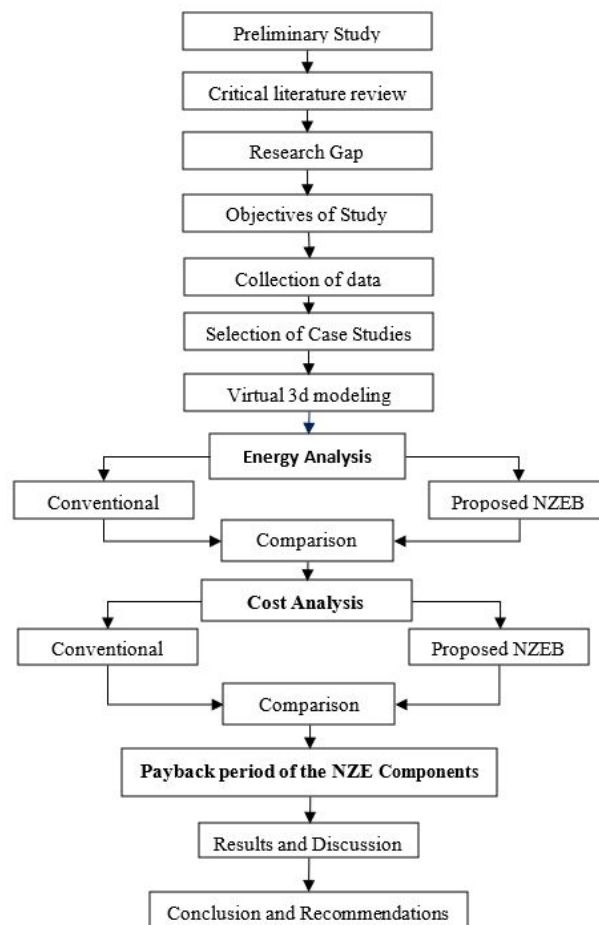 Preliminary Study
Critical literature review
Research Gap
Objectives of Study
Collection of data
Selection of Case Studies
Virtual 3d modeling
Energy Analysis
Conventional
Proposed NZEB
Comparison
Cost Analysis
Conventional
Proposed NZEB
Comparison
Payback period of the NZE Components
Results and Discussion
Conclusion and Recommendations